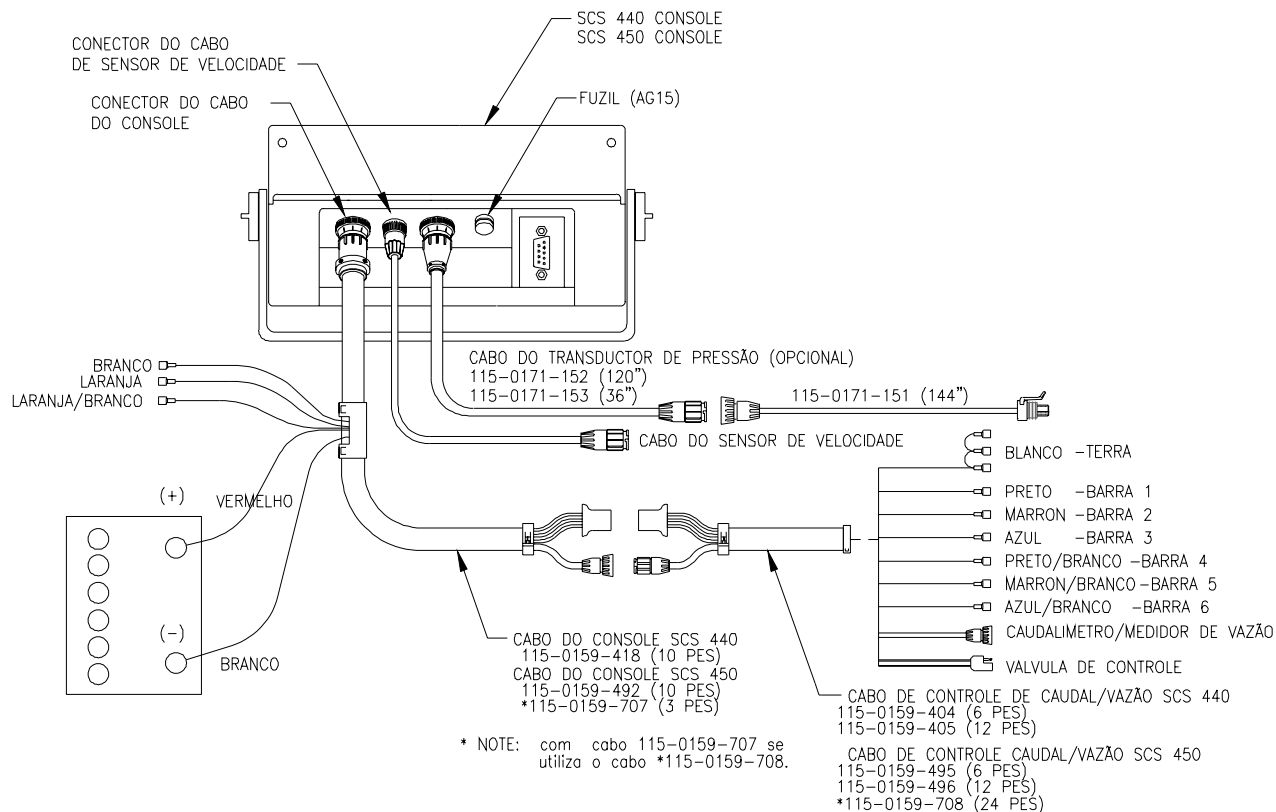 SCS 440 CONSOLE
SCS 450 CONSOLE
CONECTOR DO CABO
DE SENSOR DE VELOCIDADE
CONECTOR DO CABO
DO CONSOLE
FUZIL (AG15)
BRANCO
LARANJA
LARANJA/BRANCO
CABO DO TRANSDUCTOR DE PRESSÃO (OPCIONAL)
115-0171-152 (120")
115-0171-153 (36")
115-0171-151 (144")
CABO DO SENSOR DE VELOCIDADE
(+)
VERMELHO
(-)
BRANCO
BLANCO -TERRA
PRETO -BARRA 1
MARRON -BARRA 2
AZUL -BARRA 3
PRETO/BRANCO -BARRA 4
MARRON/BRANCO -BARRA 5
AZUL/BRANCO -BARRA 6
CAUDALIMETRO/MEDIDOR DE VAZÃO
VALVULA DE CONTROLE
CABO DO CONSOLE SCS 440
115-0159-418 (10 PES)
CABO DO CONSOLE SCS 450
115-0159-492 (10 PES)
*115-0159-707 (3 PES)
* NOTE: com cabo 115-0159-707 se
utiliza o cabo *115-0159-708.
CABO DE CONTROLE DE CAUDAL/VAZÃO SCS 440
115-0159-404 (6 PES)
115-0159-405 (12 PES)
CABO DE CONTROLE CAUDAL/VAZÃO SCS 450
115-0159-495 (6 PES)
115-0159-496 (12 PES)
*115-0159-708 (24 PES)